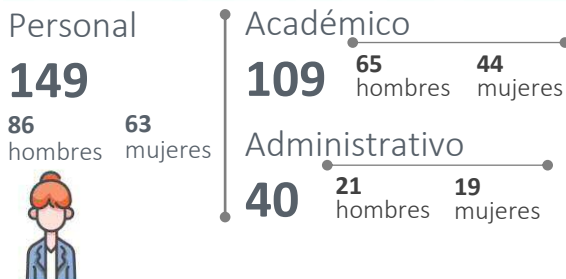 Personal
149
86 63
hombres mujeres
Académico
109
65 44
hombres mujeres
Administrativo
40
21 19
hombres mujeres